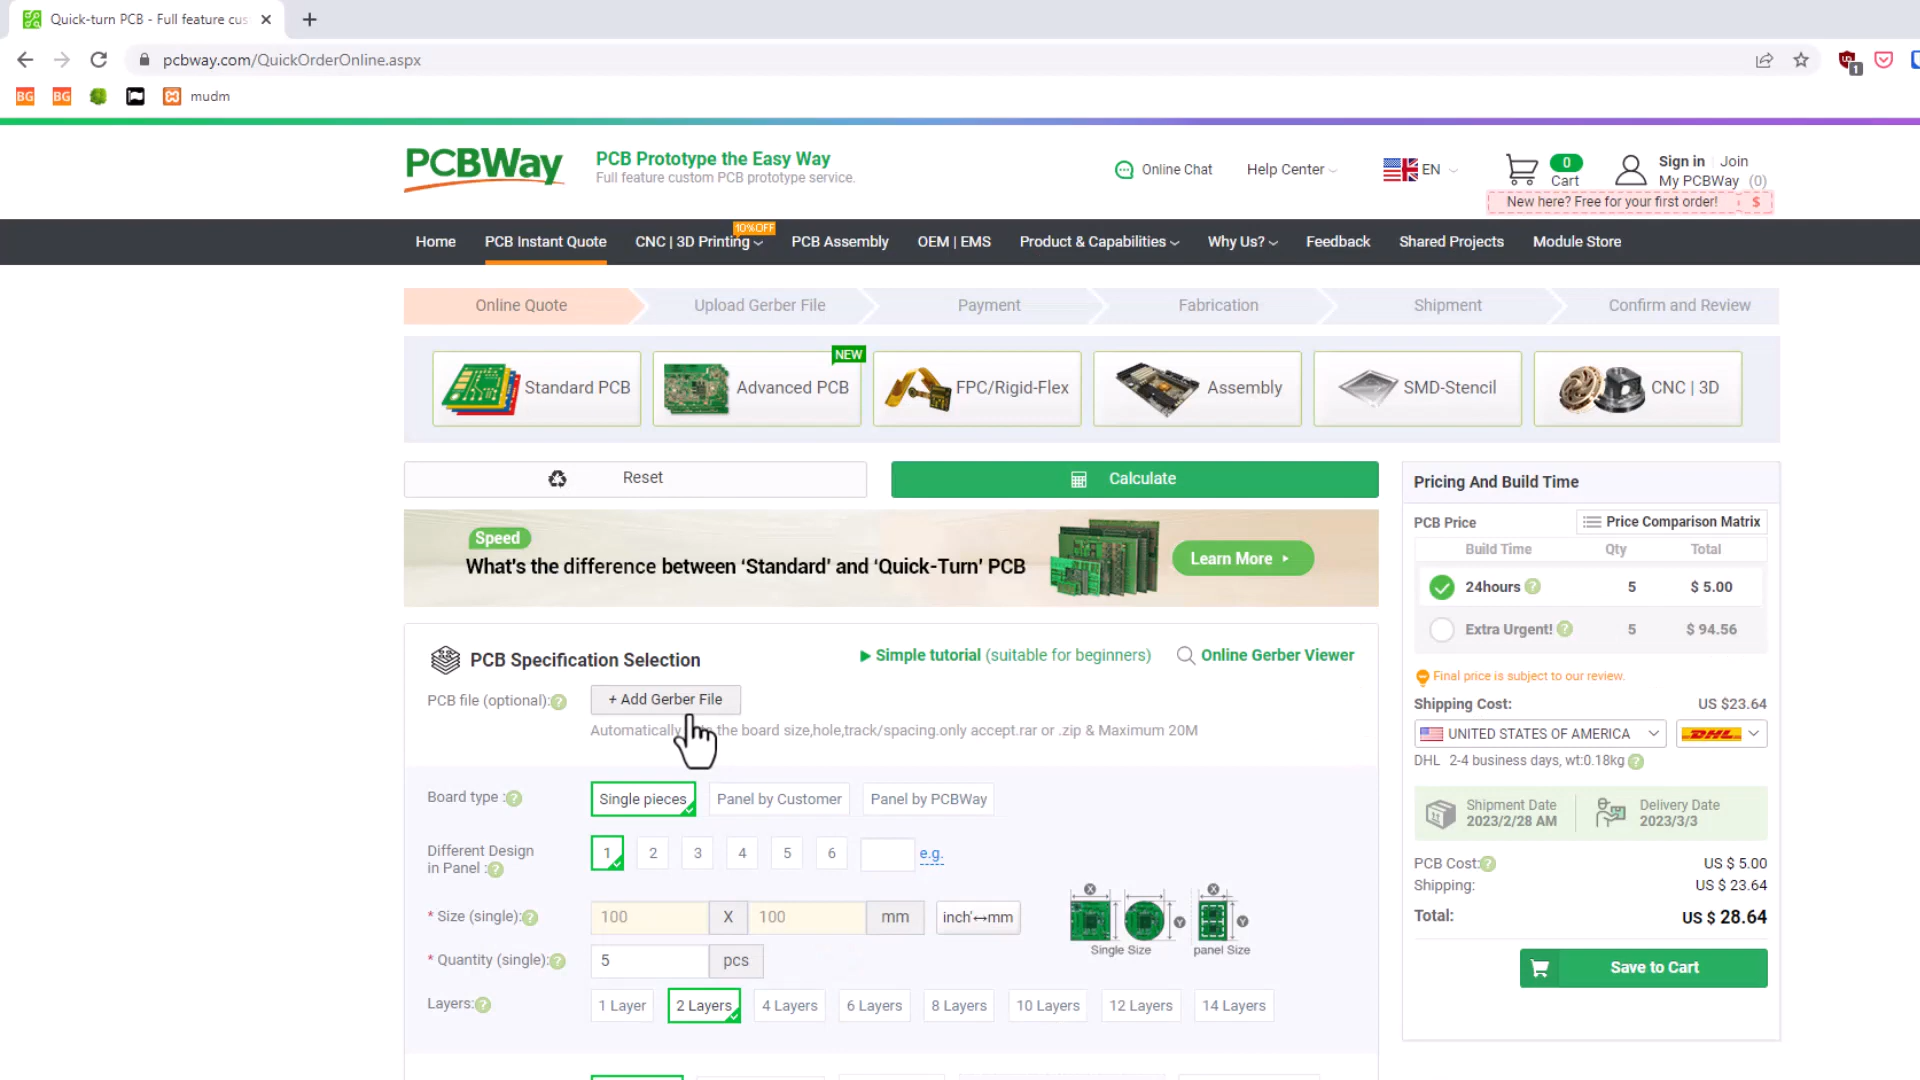 Quick-turn PCB - Full feature cus
pcbway.com/QuickOrderOnline.aspx
1
BG
BG
mudm
PCBWay
PCB Prototype the Easy Way
Full feature custom PCB prototype service.
Online Chat
Help Center
EN
0
Cart
Sign in | Join
My PCBWay (0)
New here? Free for your first order! $
Home
PCB Instant Quote
CNC | 3D Printing
10%OFF
PCB Assembly
OEM | EMS
Product & Capabilities
Why Us?
Feedback
Shared Projects
Module Store
Online Quote
Upload Gerber File
Payment
Fabrication
Shipment
Confirm and Review
Standard PCB
NEW
Advanced PCB
FPC/Rigid-Flex
Assembly
SMD-Stencil
CNC | 3D
Reset
Calculate
Speed
What's the difference between ‘Standard’ and ‘Quick-Turn’ PCB
Learn More
PCB Specification Selection
Simple tutorial (suitable for beginners)
Online Gerber Viewer
PCB file (optional):?
+ Add Gerber File
Automatically the board size,hole,track/spacing.only accept.rar or .zip & Maximum 20M
Board type :?
Single pieces
Panel by Customer
Panel by PCBWay
Different Design
in Panel :?
1 2 3 4 5 6 e.g.
* Size (single):?
100 X 100 mm inch'↔mm
X X
Y Y
Single Size
panel Size
* Quantity (single):?
5 pcs
Layers:?
1 Layer
2 Layers
4 Layers
6 Layers
8 Layers
10 Layers
12 Layers
14 Layers
Pricing And Build Time
PCB Price
Price Comparison Matrix
Build Time Qty Total
24hours ? 5 $ 5.00
Extra Urgent! ? 5 $ 94.56
Final price is subject to our review.
Shipping Cost: US $23.64
UNITED STATES OF AMERICA
DHL
DHL 2-4 business days, wt:0.18kg ?
Shipment Date
2023/2/28 AM
Delivery Date
2023/3/3
PCB Cost:? US $ 5.00
Shipping: US $ 23.64
Total: US $ 28.64
Save to Cart